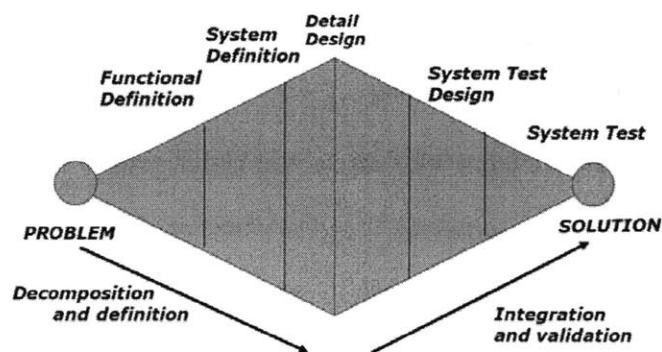 Detail
Design
System
Definition
Functional
Definition
System Test
Design
System Test
PROBLEM
SOLUTION
Decomposition
and definition
Integration
and validation